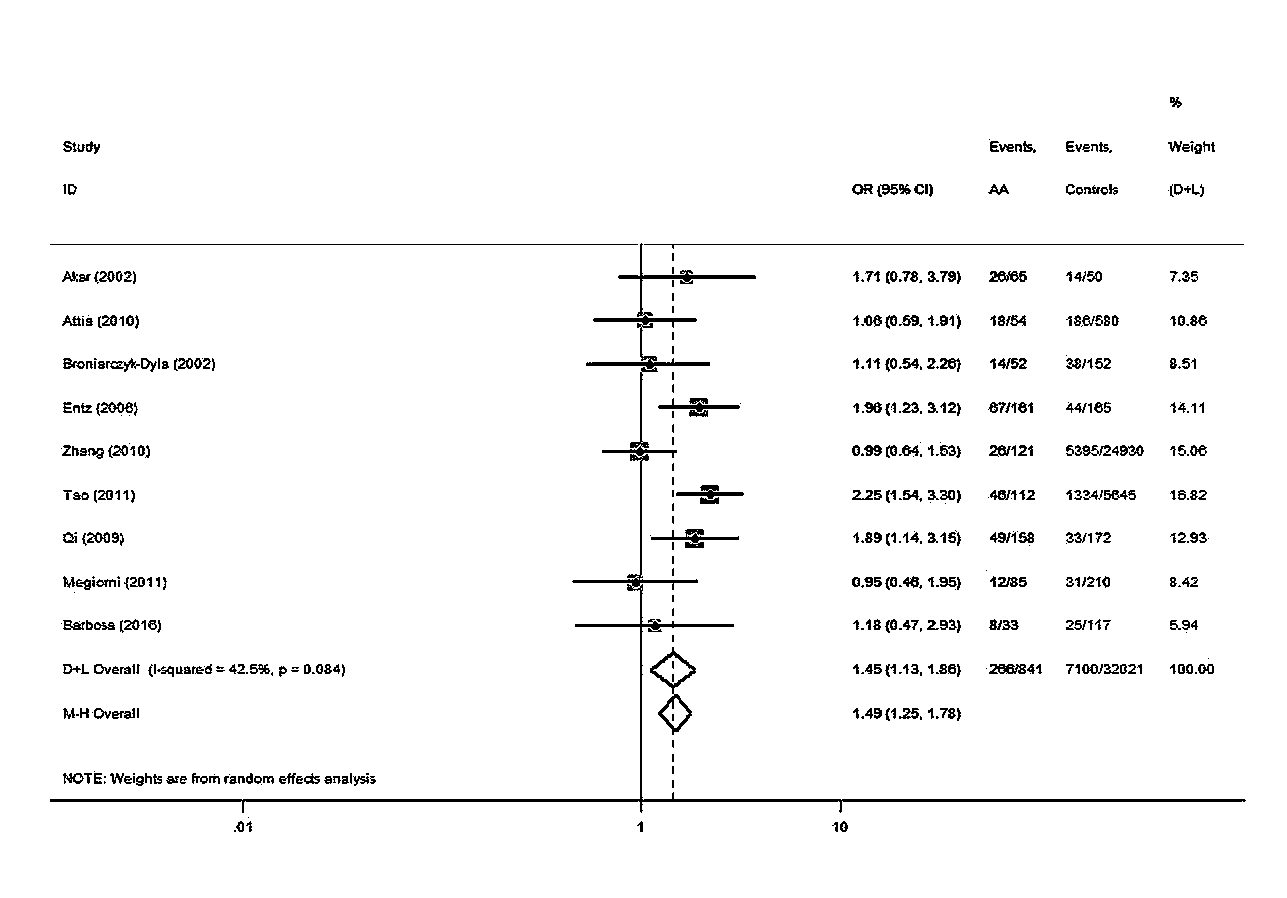 %
Study Events, Events, Weight
ID OR (95% CI) AA Controls (D+L)
Akar (2002) 1.71 (0.78, 3.79) 26/65 14/50 7.35
Attia (2010) 1.06 (0.59, 1.91) 18/54 186/580 10.86
Broniarczyk-Dyla (2002) 1.11 (0.54, 2.26) 14/52 38/152 8.51
Entz (2006) 1.96 (1.23, 3.12) 67/161 44/165 14.11
Zhang (2010) 0.99 (0.64, 1.53) 26/121 5395/24930 15.06
Tao (2011) 2.25 (1.54, 3.30) 46/112 1334/5645 16.82
Qi (2009) 1.89 (1.14, 3.15) 49/158 33/172 12.93
Megiorni (2011) 0.95 (0.46, 1.95) 12/85 31/210 8.42
Barbosa (2016) 1.18 (0.47, 2.93) 8/33 25/117 5.94
D+L Overall (I-squared = 42.5%, p = 0.084) 1.45 (1.13, 1.86) 266/841 7100/32021 100.00
M-H Overall 1.49 (1.25, 1.78)
NOTE: Weights are from random effects analysis
.01 1 10